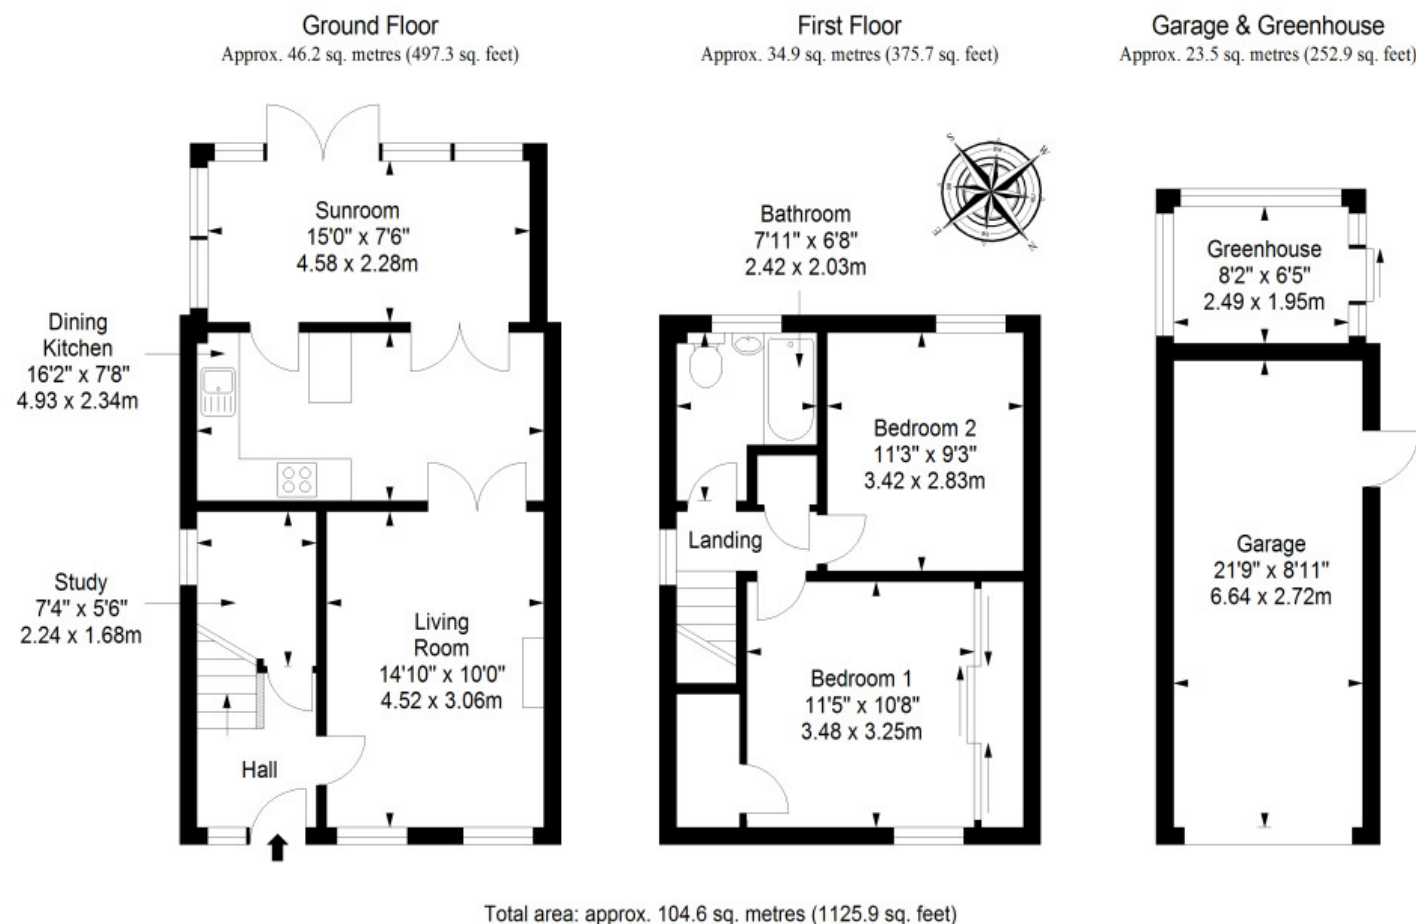 Ground Floor
Approx. 46.2 sq. metres (497.3 sq. feet)
First Floor
Approx. 34.9 sq. metres (375.7 sq. feet)
Garage & Greenhouse
Approx. 23.5 sq. metres (252.9 sq. feet)
Sunroom
15'0" x 7'6"
4.58 x 2.28m
Dining
Kitchen
16'2" x 7'8"
4.93 x 2.34m
Study
7'4" x 5'6"
2.24 x 1.68m
Living
Room
14'10" x 10'0"
4.52 x 3.06m
Hall
Bathroom
7'11" x 6'8"
2.42 x 2.03m
S
W
E
N
Bedroom 2
11'3" x 9'3"
3.42 x 2.83m
Landing
Bedroom 1
11'5" x 10'8"
3.48 x 3.25m
Greenhouse
8'2" x 6'5"
2.49 x 1.95m
Garage
21'9" x 8'11"
6.64 x 2.72m
Total area: approx. 104.6 sq. metres (1125.9 sq. feet)